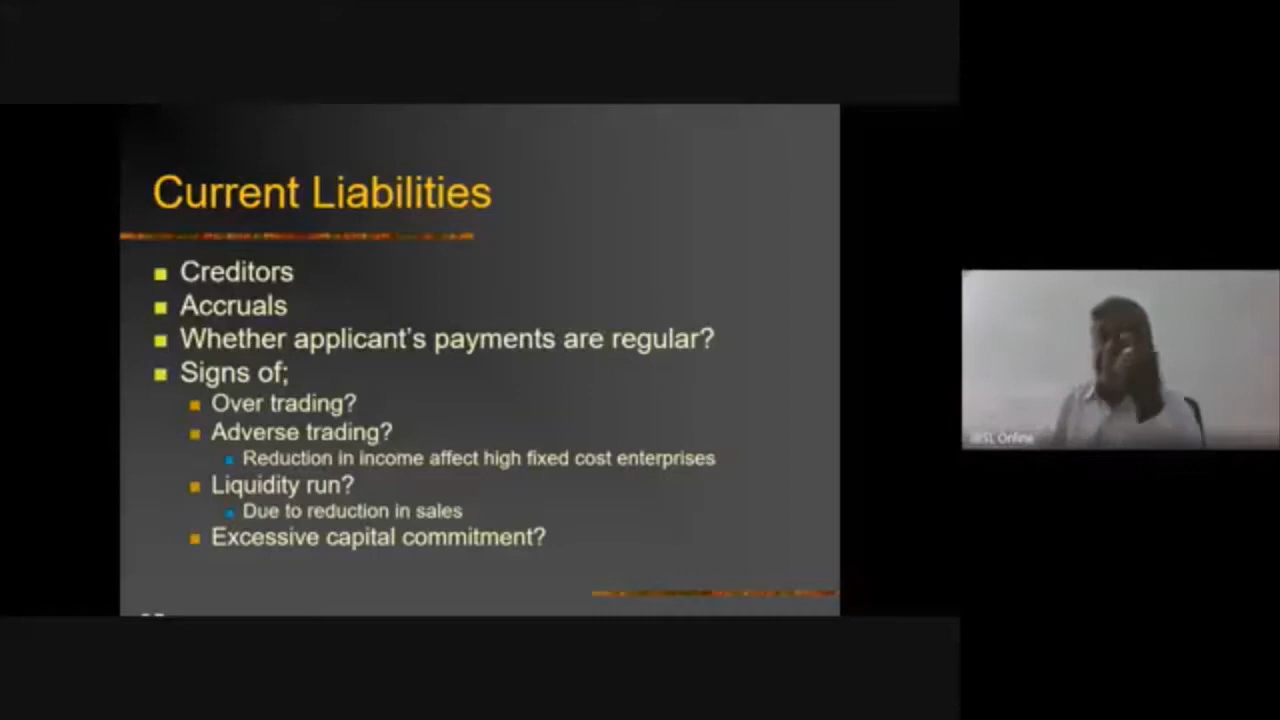 Current Liabilities
Creditors
Accruals
Whether applicant's payments are regular?
Signs of;
Over trading?
Adverse trading?
Reduction in income affect high fixed cost enterprises
Liquidity run?
Due to reduction in sales
Excessive capital commitment?
Online